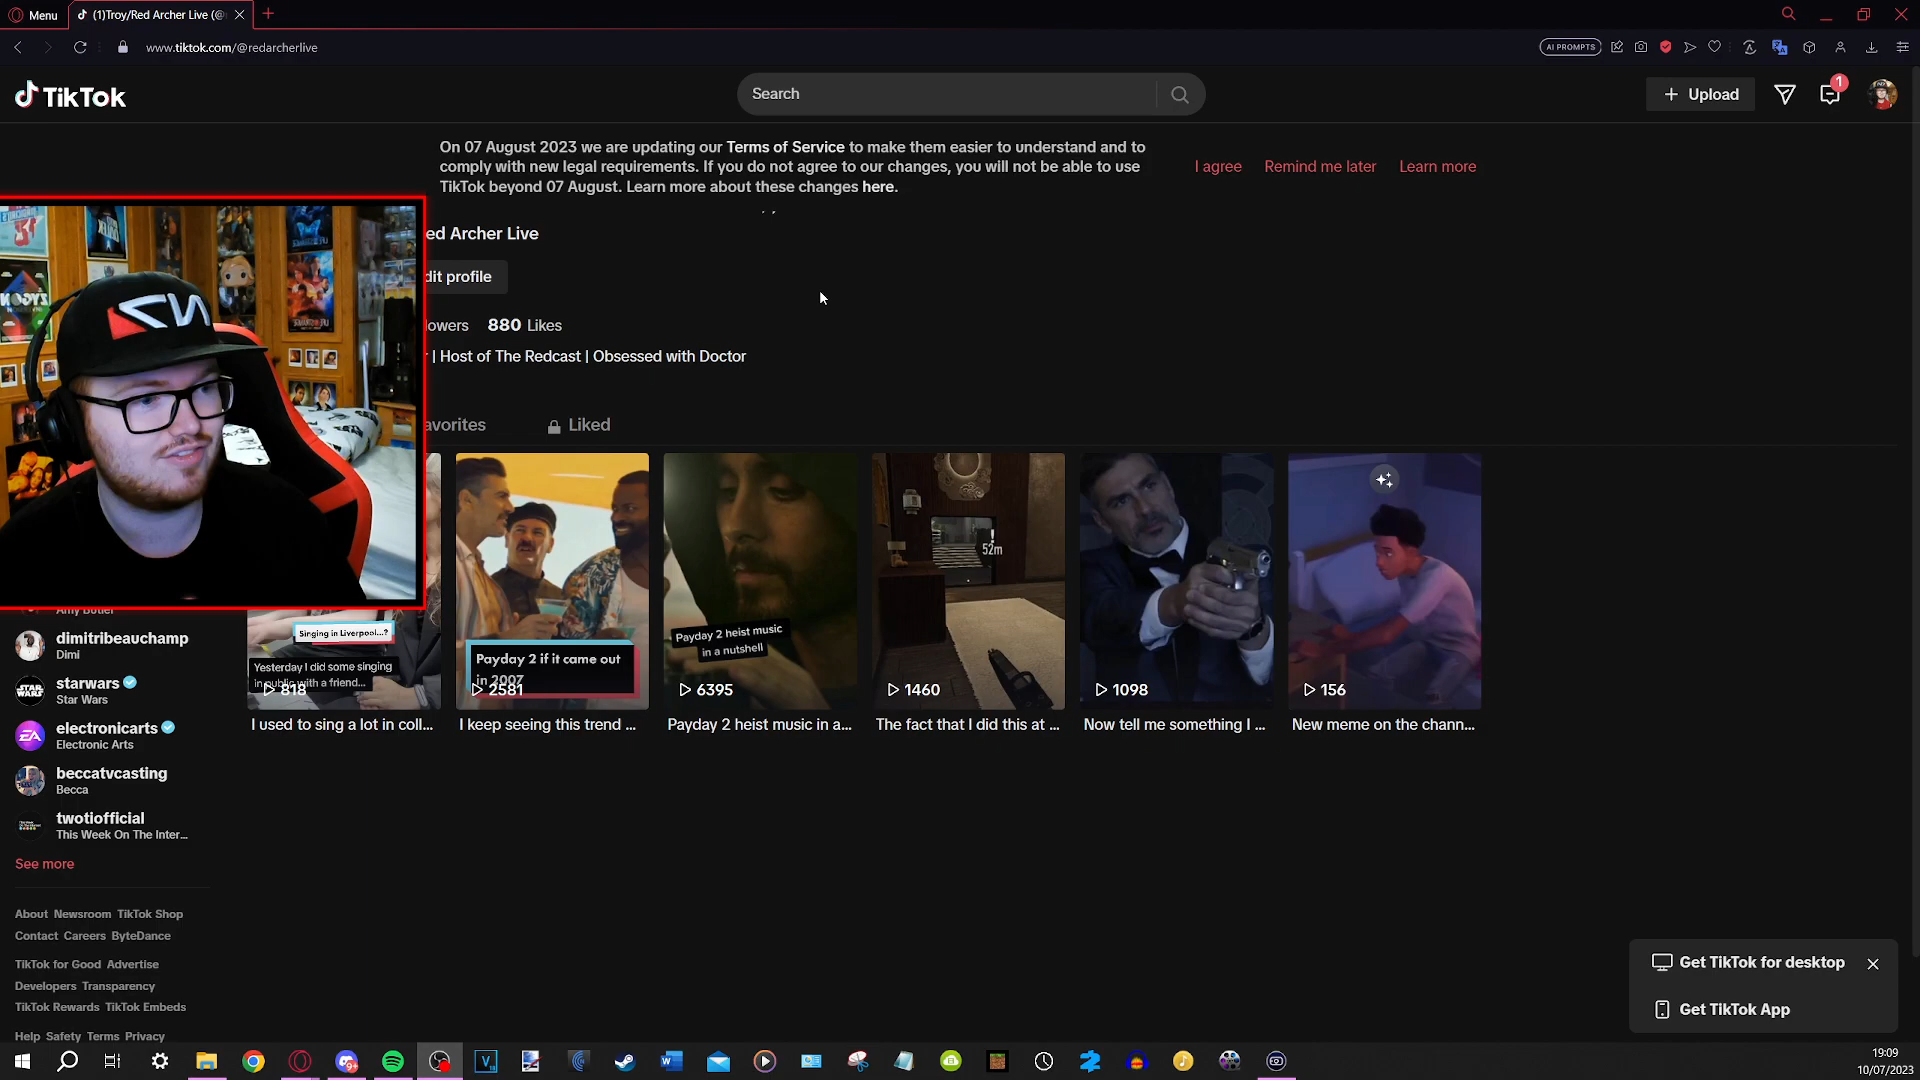 Menu
(1)Troy/Red Archer Live (@
www.tiktok.com/@redarcherlive
AI PROMPTS
TikTok
Search
Upload
1
On 07 August 2023 we are updating our Terms of Service to make them easier to understand and to
comply with new legal requirements. If you do not agree to our changes, you will not be able to use
TikTok beyond 07 August. Learn more about these changes here.
I agree
Remind me later
Learn more
ed Archer Live
dit profile
owers 880 Likes
r | Host of The Redcast | Obsessed with Doctor
avorites
Liked
52m
Singing in Liverpool...?
Yesterday I did some singing
in public with a friend...
818
Payday 2 if it came out
in 2007
2581
Payday 2 heist music
in a nutshell
6395
1460
1098
156
I used to sing a lot in coll...
I keep seeing this trend ...
Payday 2 heist music in a...
The fact that I did this at ...
Now tell me something I ...
New meme on the chann...
Amy Butler
dimitribeauchamp
Dimi
STAR WARS
starwars
Star Wars
EA
electronicarts
Electronic Arts
beccatvcasting
Becca
twotiofficial
This Week On The Inter...
See more
About Newsroom TikTok Shop
Contact Careers ByteDance
TikTok for Good Advertise
Developers Transparency
TikTok Rewards TikTok Embeds
Help Safety Terms Privacy
Get TikTok for desktop
Get TikTok App
9+
19:09
10/07/2023